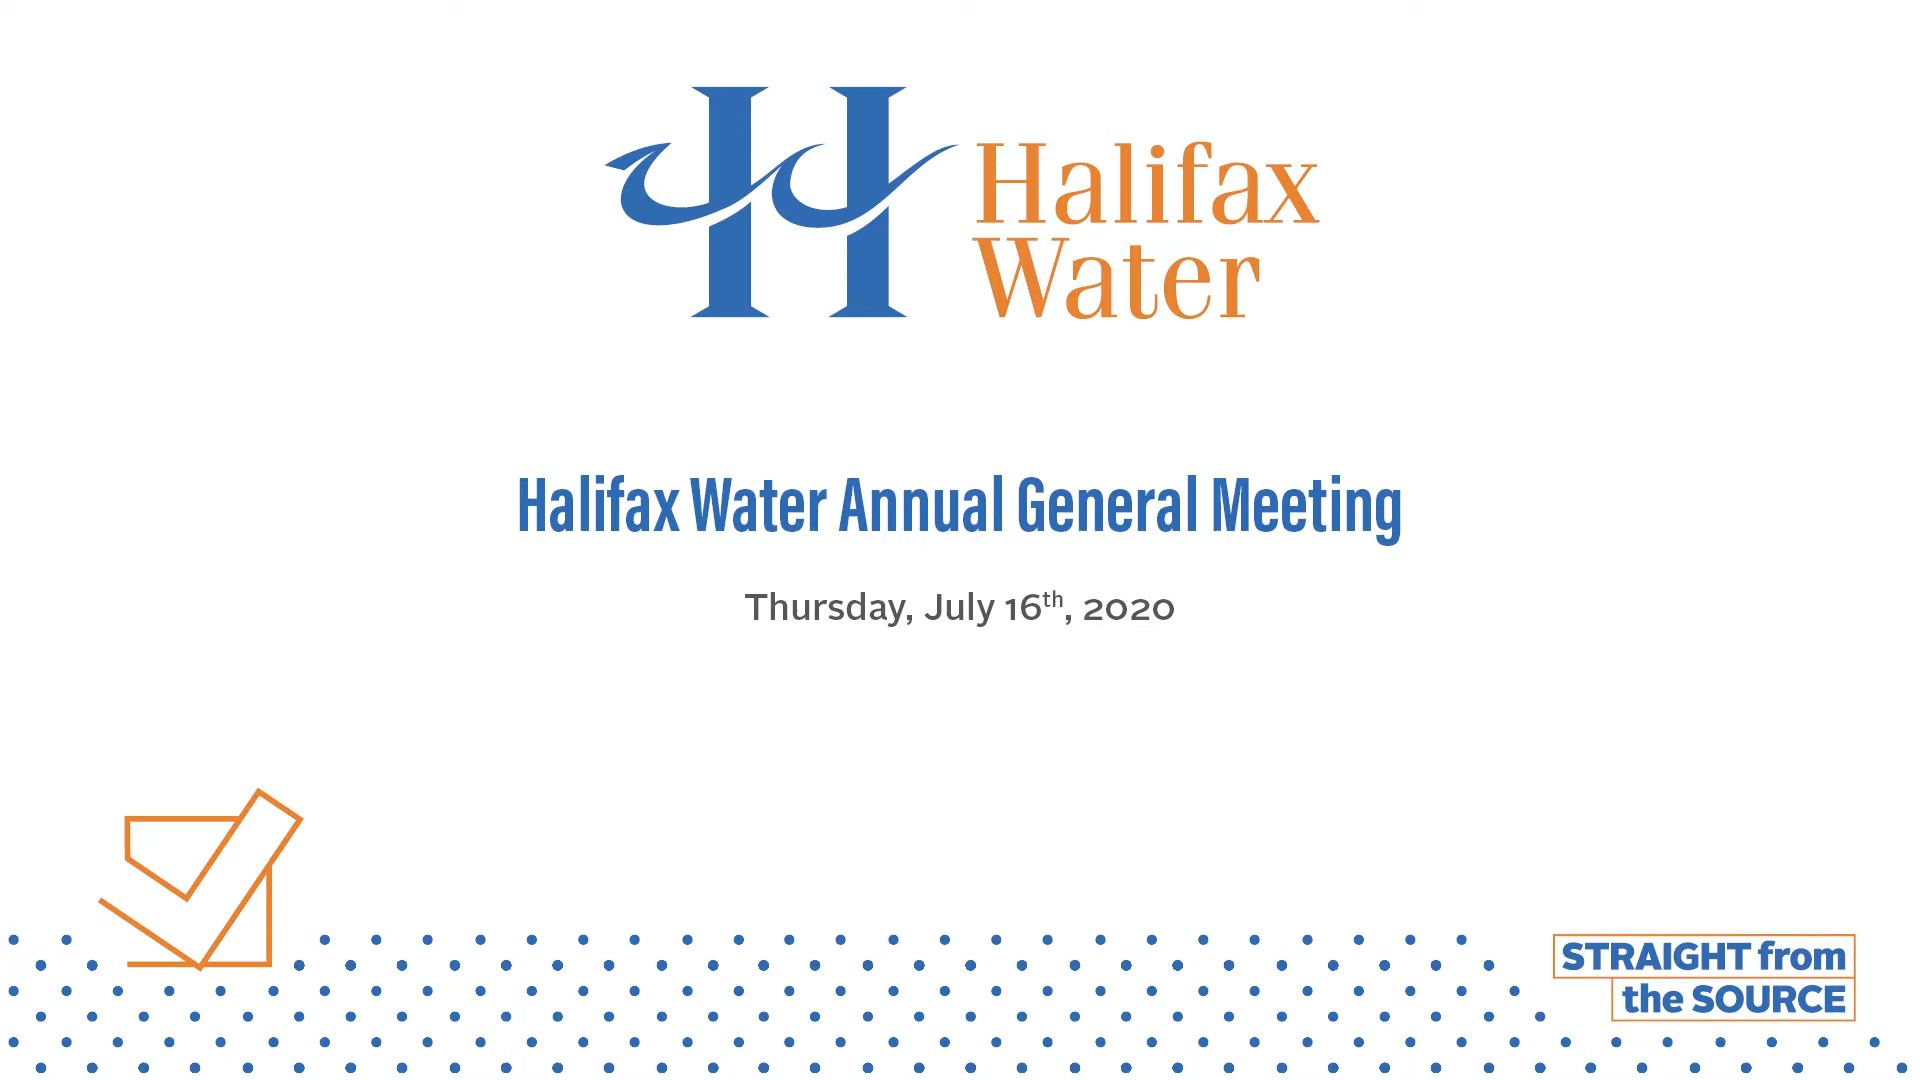 Halifax
Water
Halifax Water Annual General Meeting
Thursday, July 16th, 2020
STRAIGHT from
the SOURCE